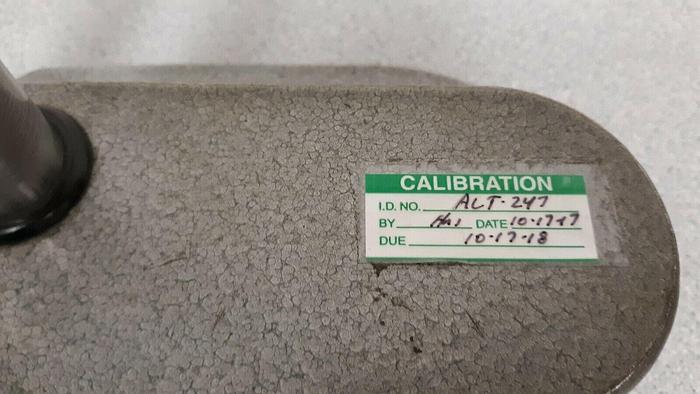 CALIBRATION
I.D. NO. ALT-247
BY DATE 10-17-17
DUE 10-17-18